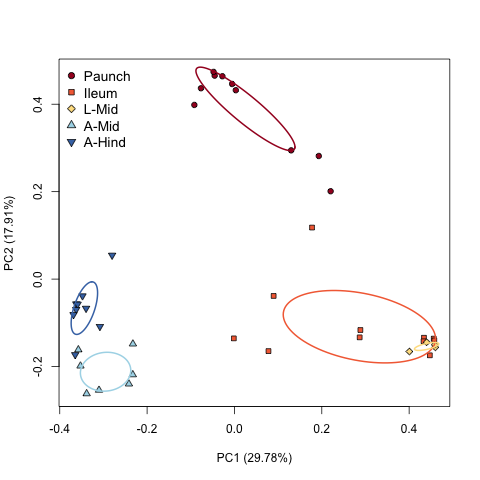 Paunch
Ileum
L-Mid
A-Mid
A-Hind
0.4
0.2
0.0
-0.2
PC2 (17.91%)
-0.4 -0.2 0.0 0.2 0.4
PC1 (29.78%)